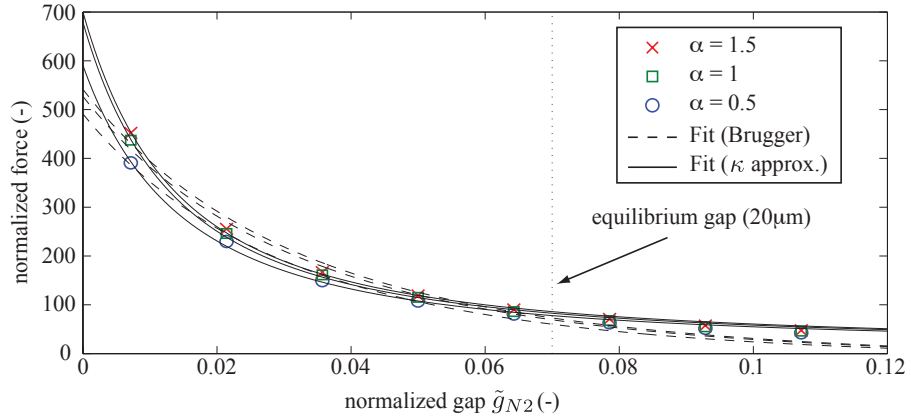 700
600
500
400
300
200
100
0
normalized force (-)
0 0.02 0.04 0.06 0.08 0.1 0.12
normalized gap g̃_{N2} (-)
α = 1.5
α = 1
α = 0.5
Fit (Brugger)
Fit (κ approx.)
equilibrium gap (20μm)